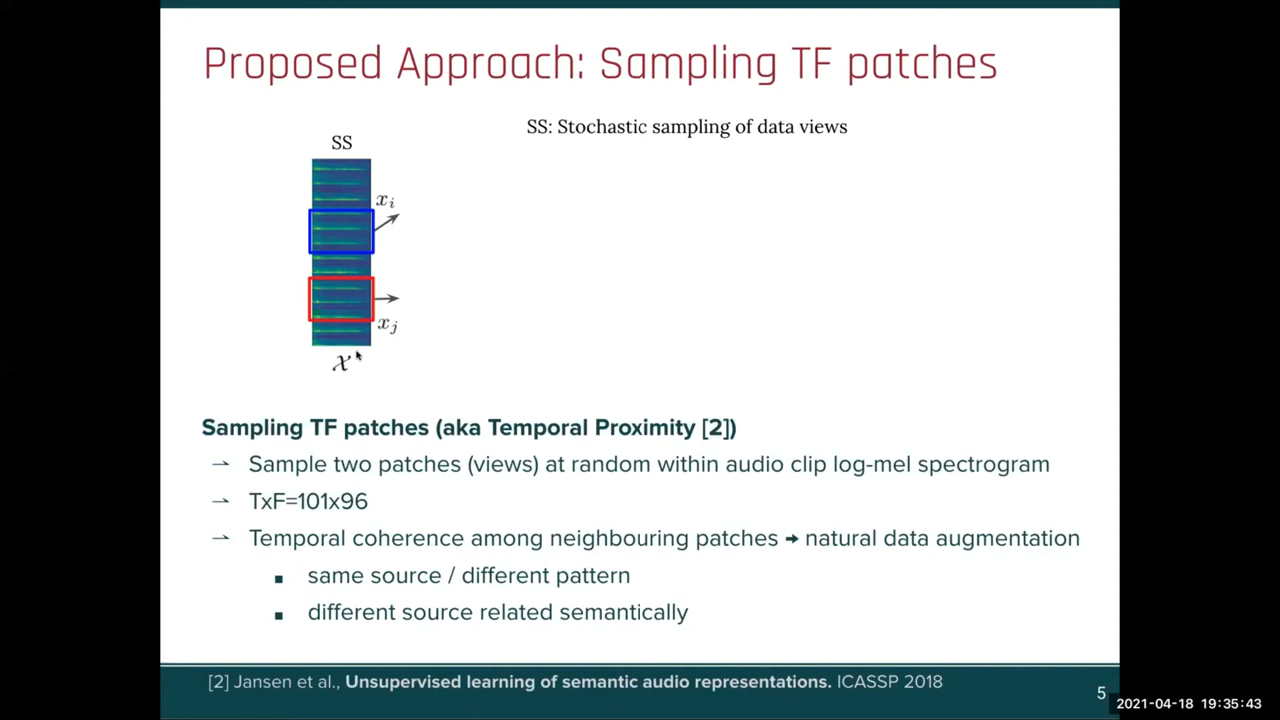 Proposed Approach: Sampling TF patches
SS: Stochastic sampling of data views
SS
x_i
x_j
𝒳
Sampling TF patches (aka Temporal Proximity [2])
⇀ Sample two patches (views) at random within audio clip log-mel spectrogram
⇀ TxF=101x96
⇀ Temporal coherence among neighbouring patches → natural data augmentation
▪ same source / different pattern
▪ different source related semantically
[2] Jansen et al., Unsupervised learning of semantic audio representations. ICASSP 2018
5
2021-04-18 19:35:43